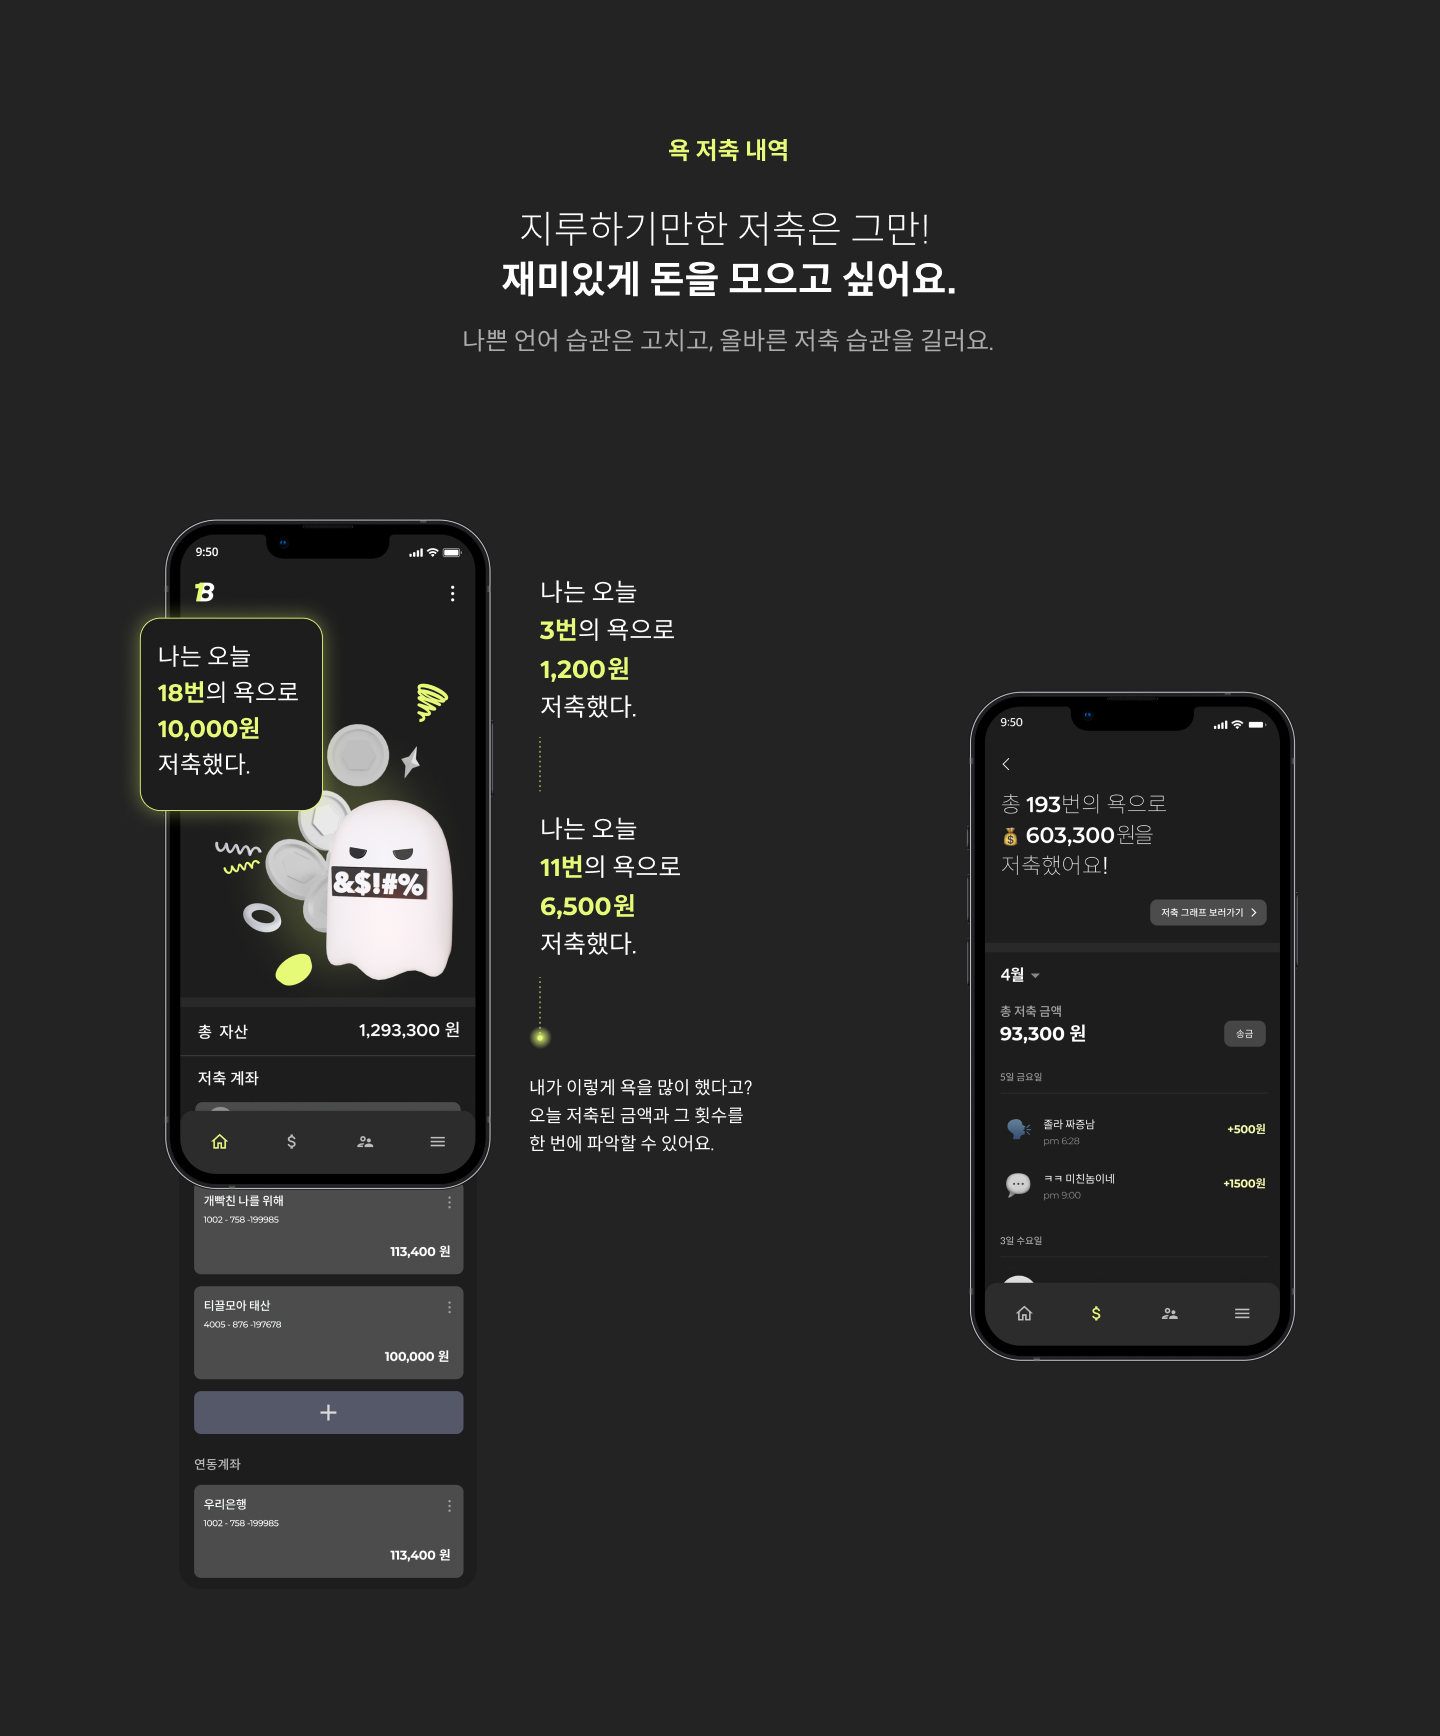 욕 저축 내역
지루하기만한 저축은 그만!
재미있게 돈을 모으고 싶어요.
나쁜 언어 습관은 고치고, 올바른 저축 습관을 길러요.
9:50
1B
나는 오늘
18번의 욕으로
10,000원
저축했다.
&$!#%
총 자산
1,293,300 원
저축 계좌
개빡친 나를 위해
1002 - 758 -199985
113,400 원
티끌모아 태산
4005 - 876 -197678
100,000 원
+
연동계좌
우리은행
1002 - 758 -199985
113,400 원
나는 오늘
3번의 욕으로
1,200원
저축했다.
나는 오늘
11번의 욕으로
6,500원
저축했다.
내가 이렇게 욕을 많이 했다고?
오늘 저축된 금액과 그 횟수를
한 번에 파악할 수 있어요.
9:50
총 193번의 욕으로
603,300원을
저축했어요!
저축 그래프 보러가기
4월
총 저축 금액
93,300 원
송금
5일 금요일
졸라 짜증남
pm 6:28
+500원
ㅋㅋ 미친놈이네
pm 9:00
+1500원
3일 수요일